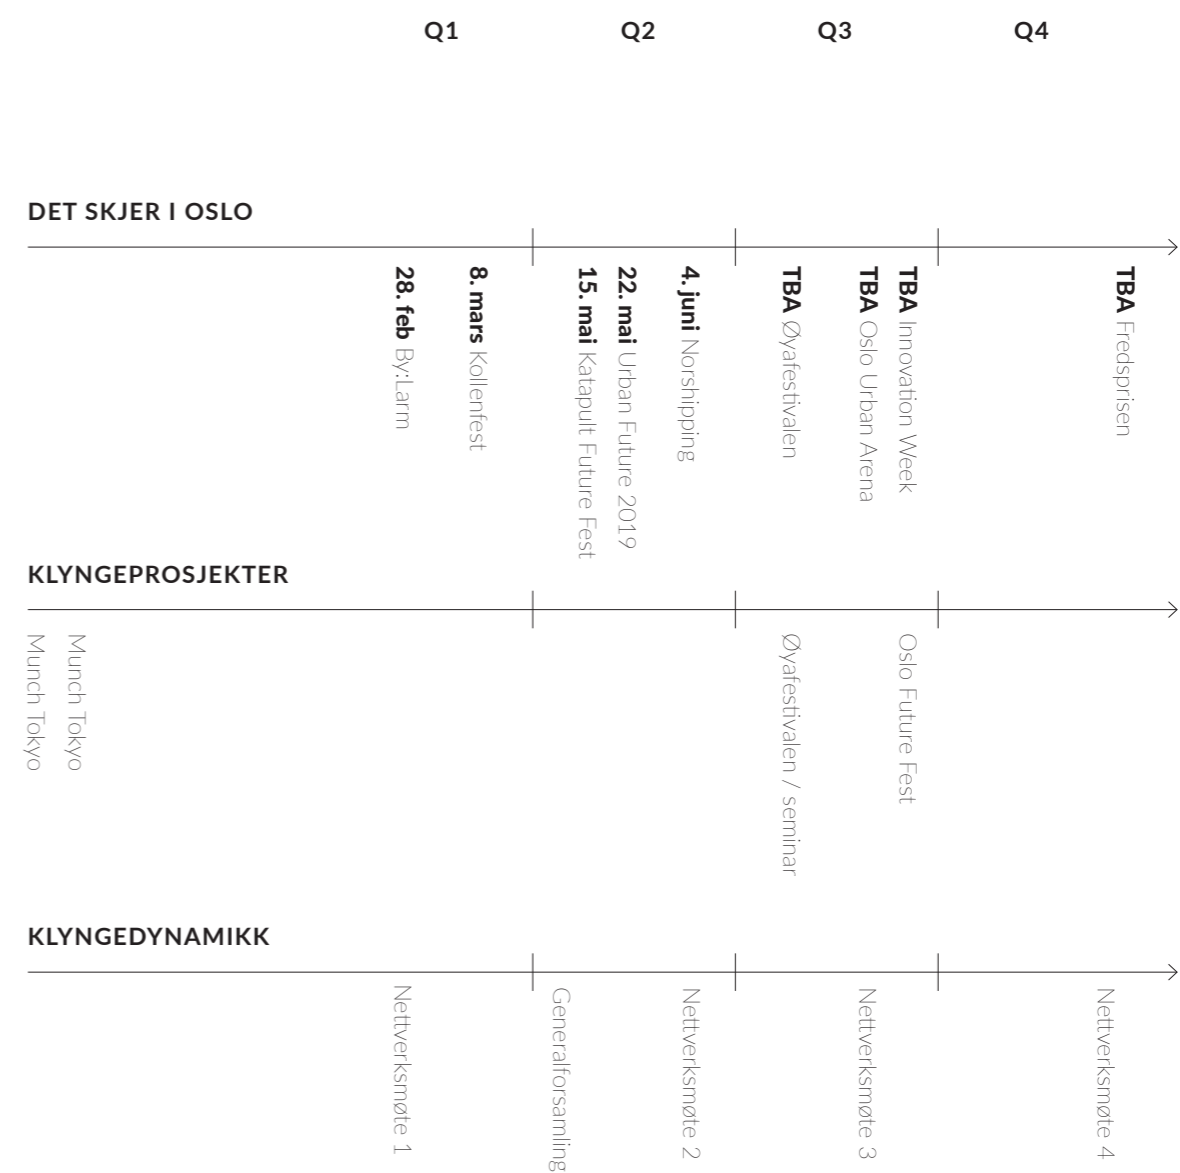 Q1 Q2 Q3 Q4
DET SKJER I OSLO
28. feb By:Larm
8. mars Kollenfest
15. mai Katapult Future Fest
22. mai Urban Future 2019
4. juni Norshipping
TBA Øyafestivalen
TBA Oslo Urban Arena
TBA Innovation Week
TBA Fredsprisen
KLYNGEPROSJEKTER
Munch Tokyo
Munch Tokyo
Øyafestivalen / seminar
Oslo Future Fest
KLYNGEDYNAMIKK
Nettverksmøte 1
Generalforsamling
Nettverksmøte 2
Nettverksmøte 3
Nettverksmøte 4